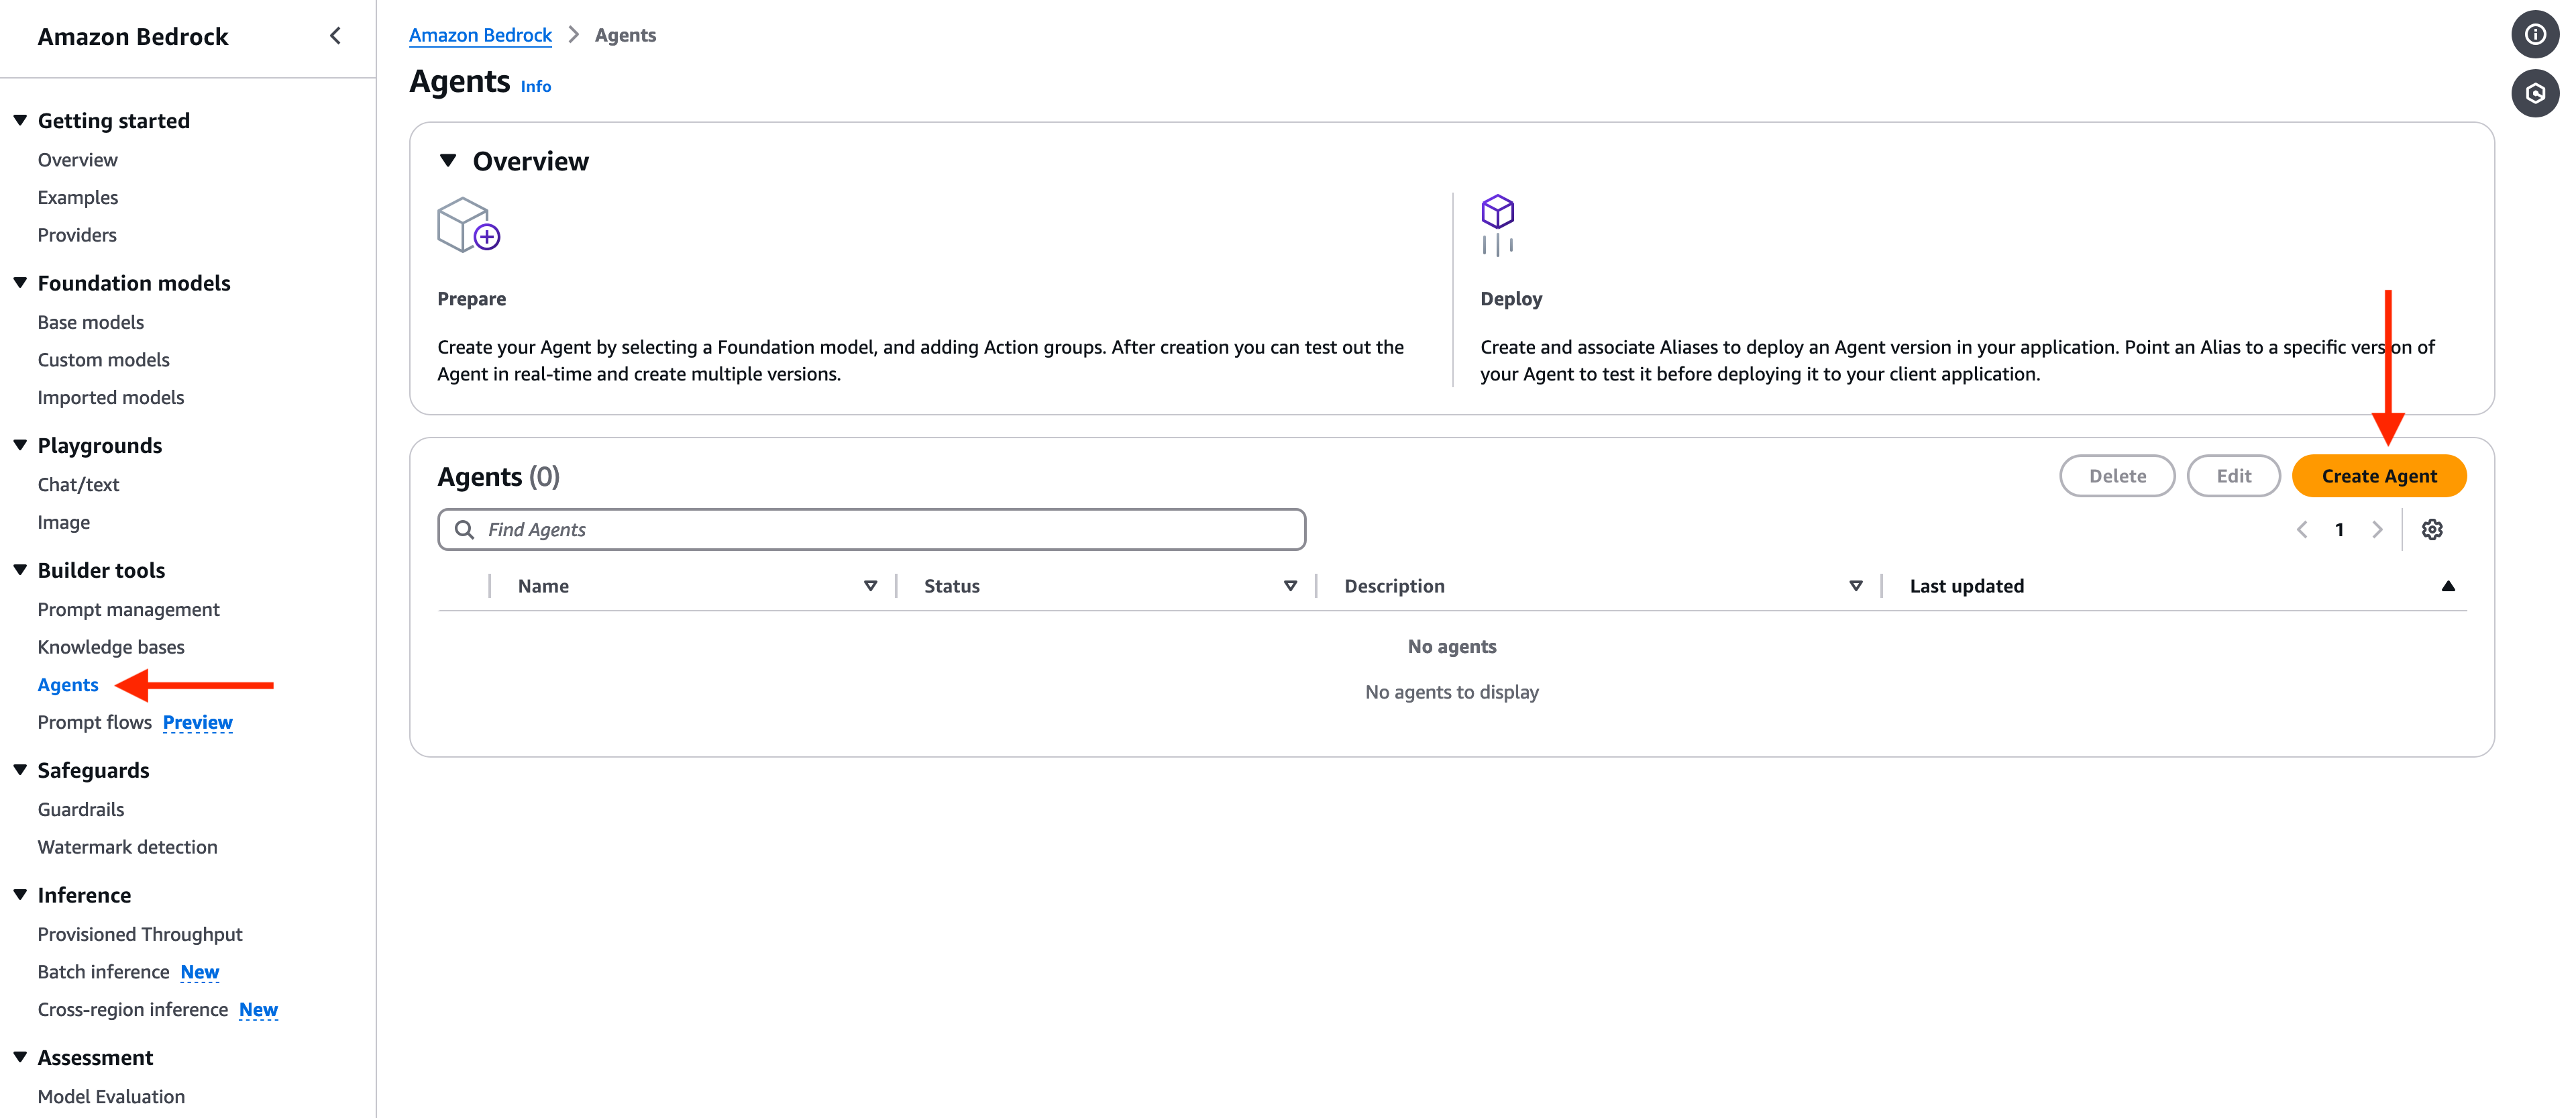 Amazon Bedrock
Getting started
Overview
Examples
Providers
Foundation models
Base models
Custom models
Imported models
Playgrounds
Chat/text
Image
Builder tools
Prompt management
Knowledge bases
Agents
Prompt flows Preview
Safeguards
Guardrails
Watermark detection
Inference
Provisioned Throughput
Batch inference New
Cross-region inference New
Assessment
Model Evaluation
Amazon Bedrock > Agents
Agents Info
Overview
Prepare
Create your Agent by selecting a Foundation model, and adding Action groups. After creation you can test out the
Agent in real-time and create multiple versions.
Deploy
Create and associate Aliases to deploy an Agent version in your application. Point an Alias to a specific version of
your Agent to test it before deploying it to your client application.
Agents (0)
Delete Edit Create Agent
Find Agents
1
Name Status Description Last updated
No agents
No agents to display